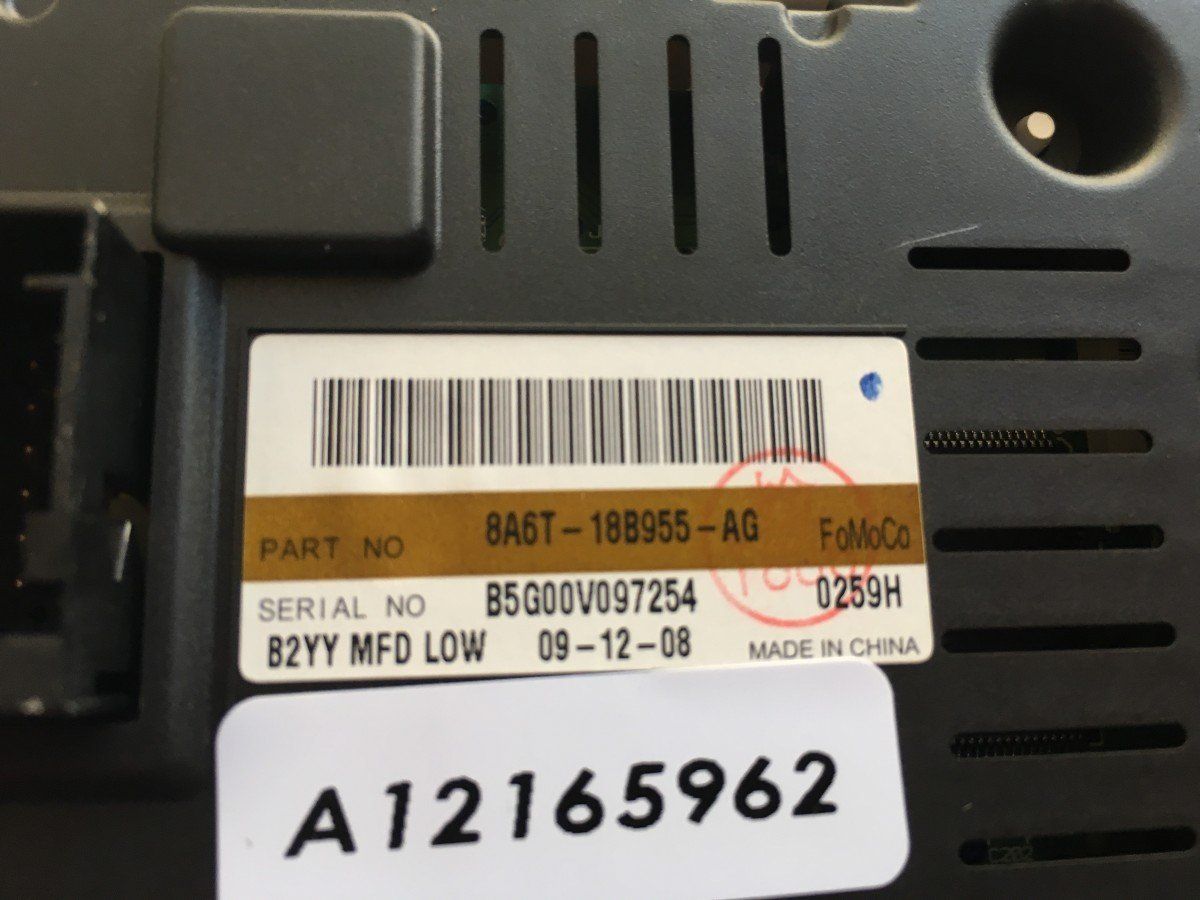 PART NO 8A6T-18B955-AG FoMoCo
SERIAL NO B5G00V097254 0259H
B2YY MFD LOW 09-12-08 MADE IN CHINA
A12165962
C202